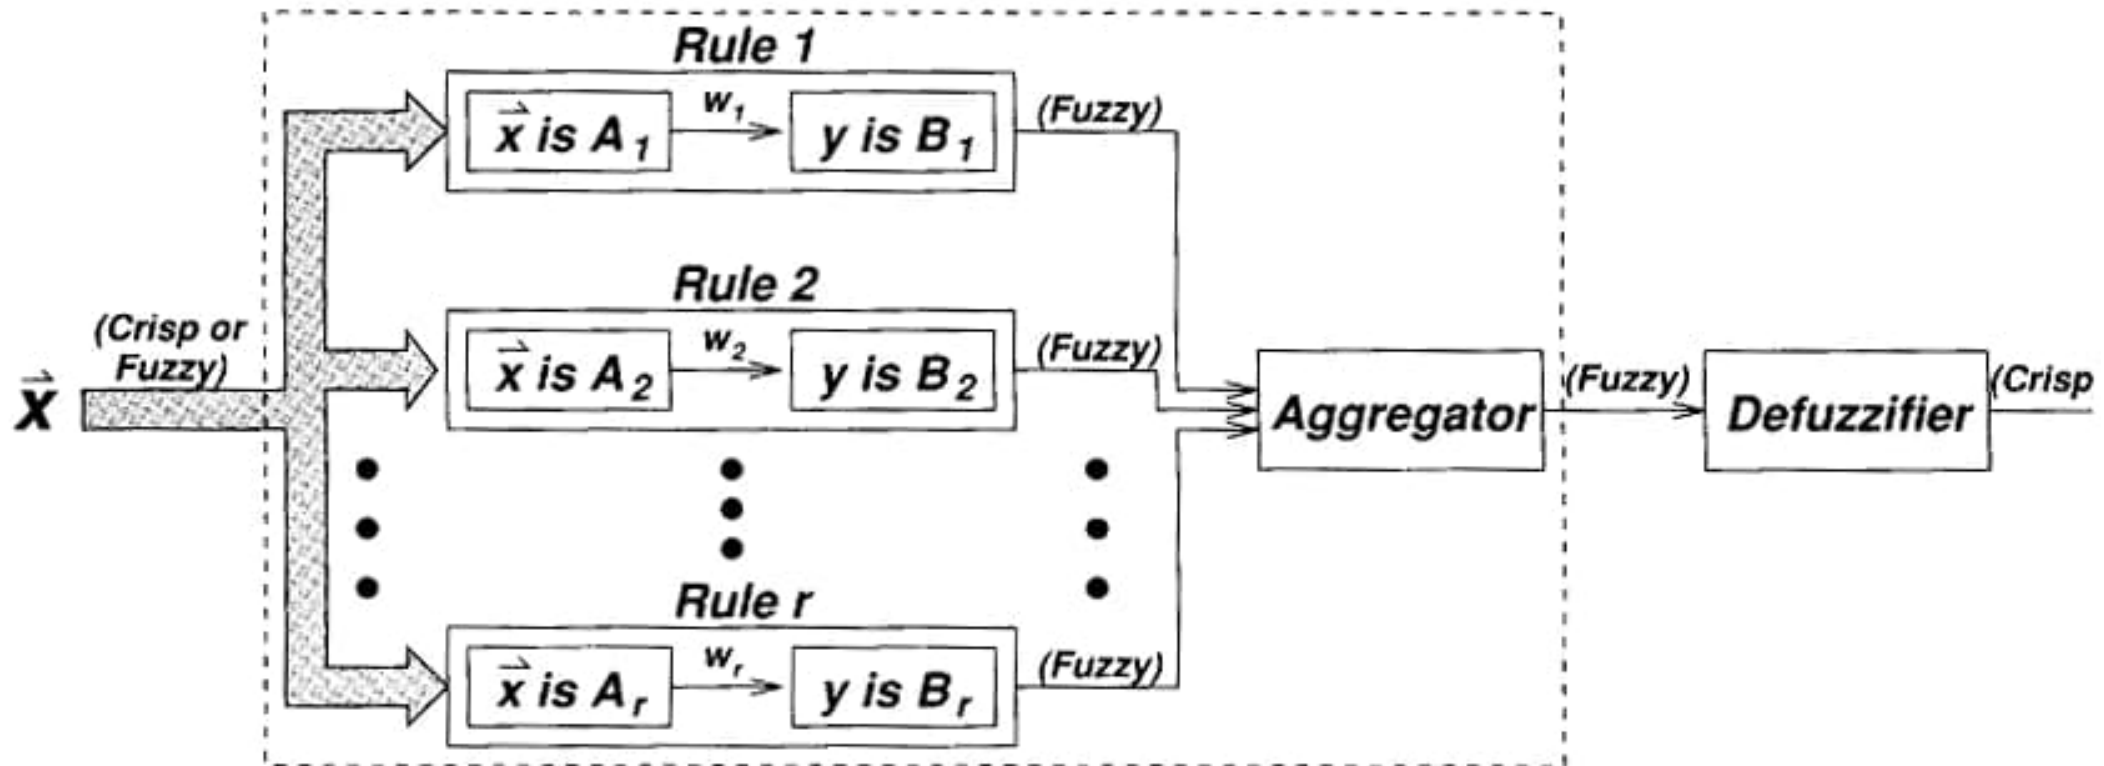 Rule 1
x⃗ is A₁
w₁
y is B₁
(Fuzzy)
Rule 2
(Crisp or
Fuzzy)
x⃗ is A₂
w₂
y is B₂
(Fuzzy)
X⃗
Aggregator
(Fuzzy)
Defuzzifier
(Crisp
Rule r
x⃗ is Aᵣ
wᵣ
y is Bᵣ
(Fuzzy)